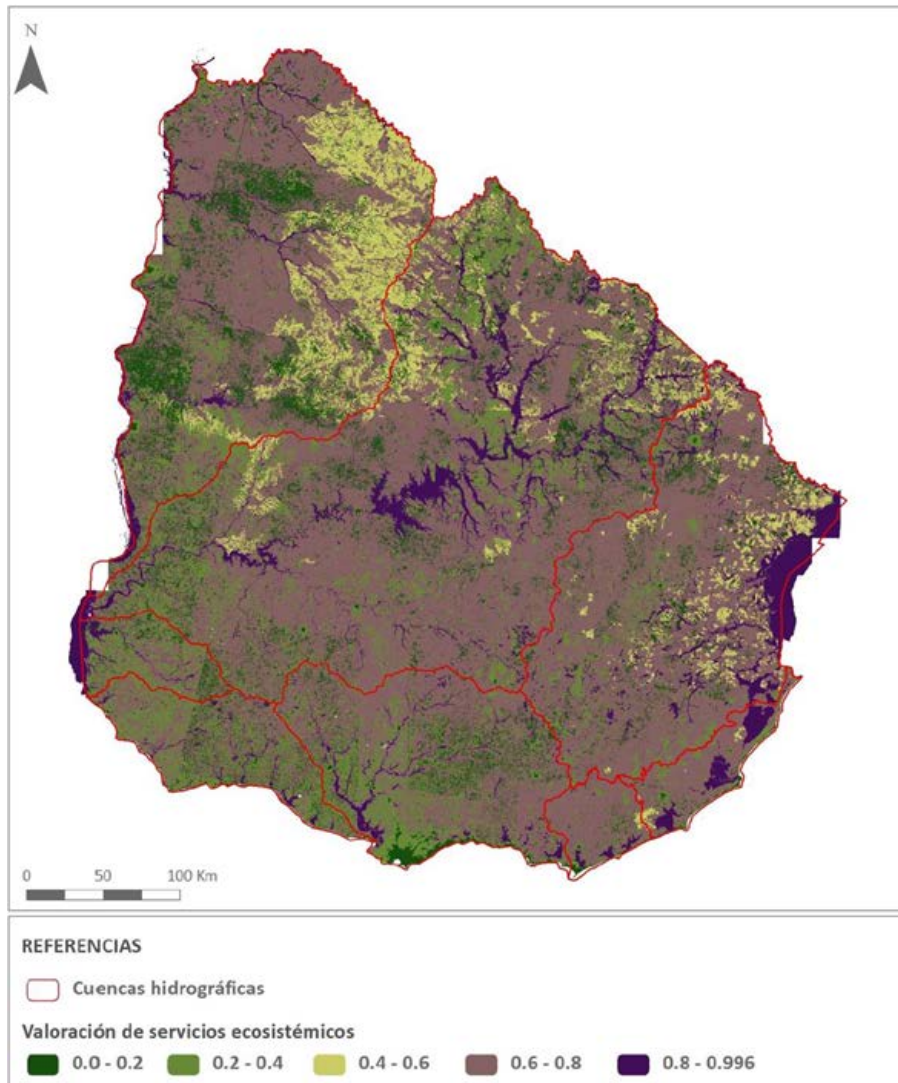 N
0 50 100 Km
REFERENCIAS
Cuencas hidrográficas
Valoración de servicios ecosistémicos
0.0 - 0.2 0.2 - 0.4 0.4 - 0.6 0.6 - 0.8 0.8 - 0.996